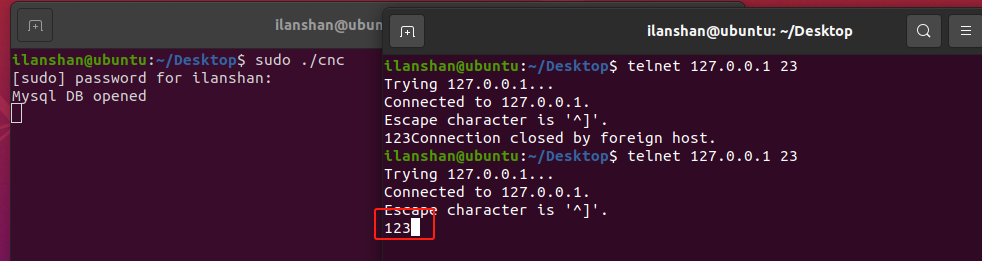 ilanshan@ubuntu
ilanshan@ubuntu:~/Desktop$ sudo ./cnc
[sudo] password for ilanshan:
Mysql DB opened
ilanshan@ubuntu: ~/Desktop
ilanshan@ubuntu:~/Desktop$ telnet 127.0.0.1 23
Trying 127.0.0.1...
Connected to 127.0.0.1.
Escape character is '^]'.
123Connection closed by foreign host.
ilanshan@ubuntu:~/Desktop$ telnet 127.0.0.1 23
Trying 127.0.0.1...
Connected to 127.0.0.1.
Escape character is '^]'.
123